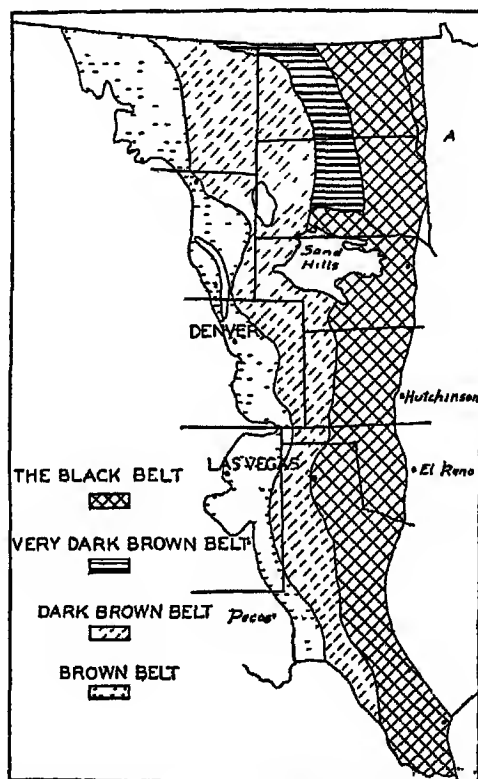 A
Sand
Hills
DENVER
Hutchinson
LAS VEGAS
El Reno
THE BLACK BELT
VERY DARK BROWN BELT
DARK BROWN BELT
Pecos
BROWN BELT